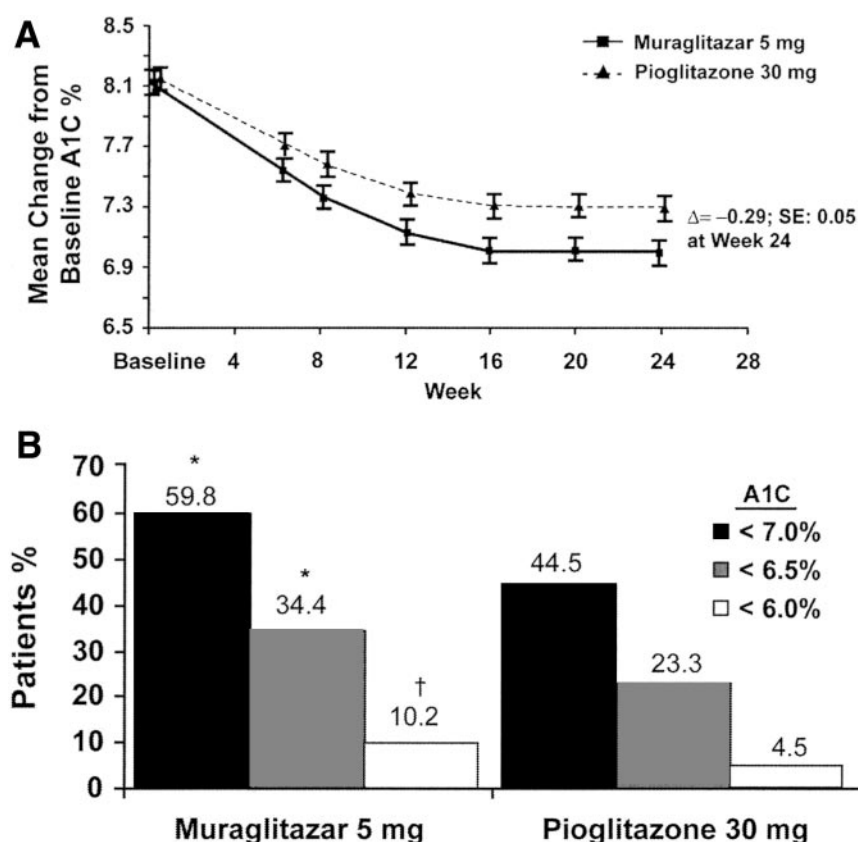 A
8.5
8.1
7.7
7.3
6.9
6.5
Mean Change from
Baseline A1C %
Muraglitazar 5 mg
Pioglitazone 30 mg
Δ= –0.29; SE: 0.05
at Week 24
Baseline 4 8 12 16 20 24 28
Week
B
70
60
50
40
30
20
10
0
Patients %
*
59.8
*
34.4
†
10.2
44.5
23.3
4.5
A1C
< 7.0%
< 6.5%
< 6.0%
Muraglitazar 5 mg Pioglitazone 30 mg